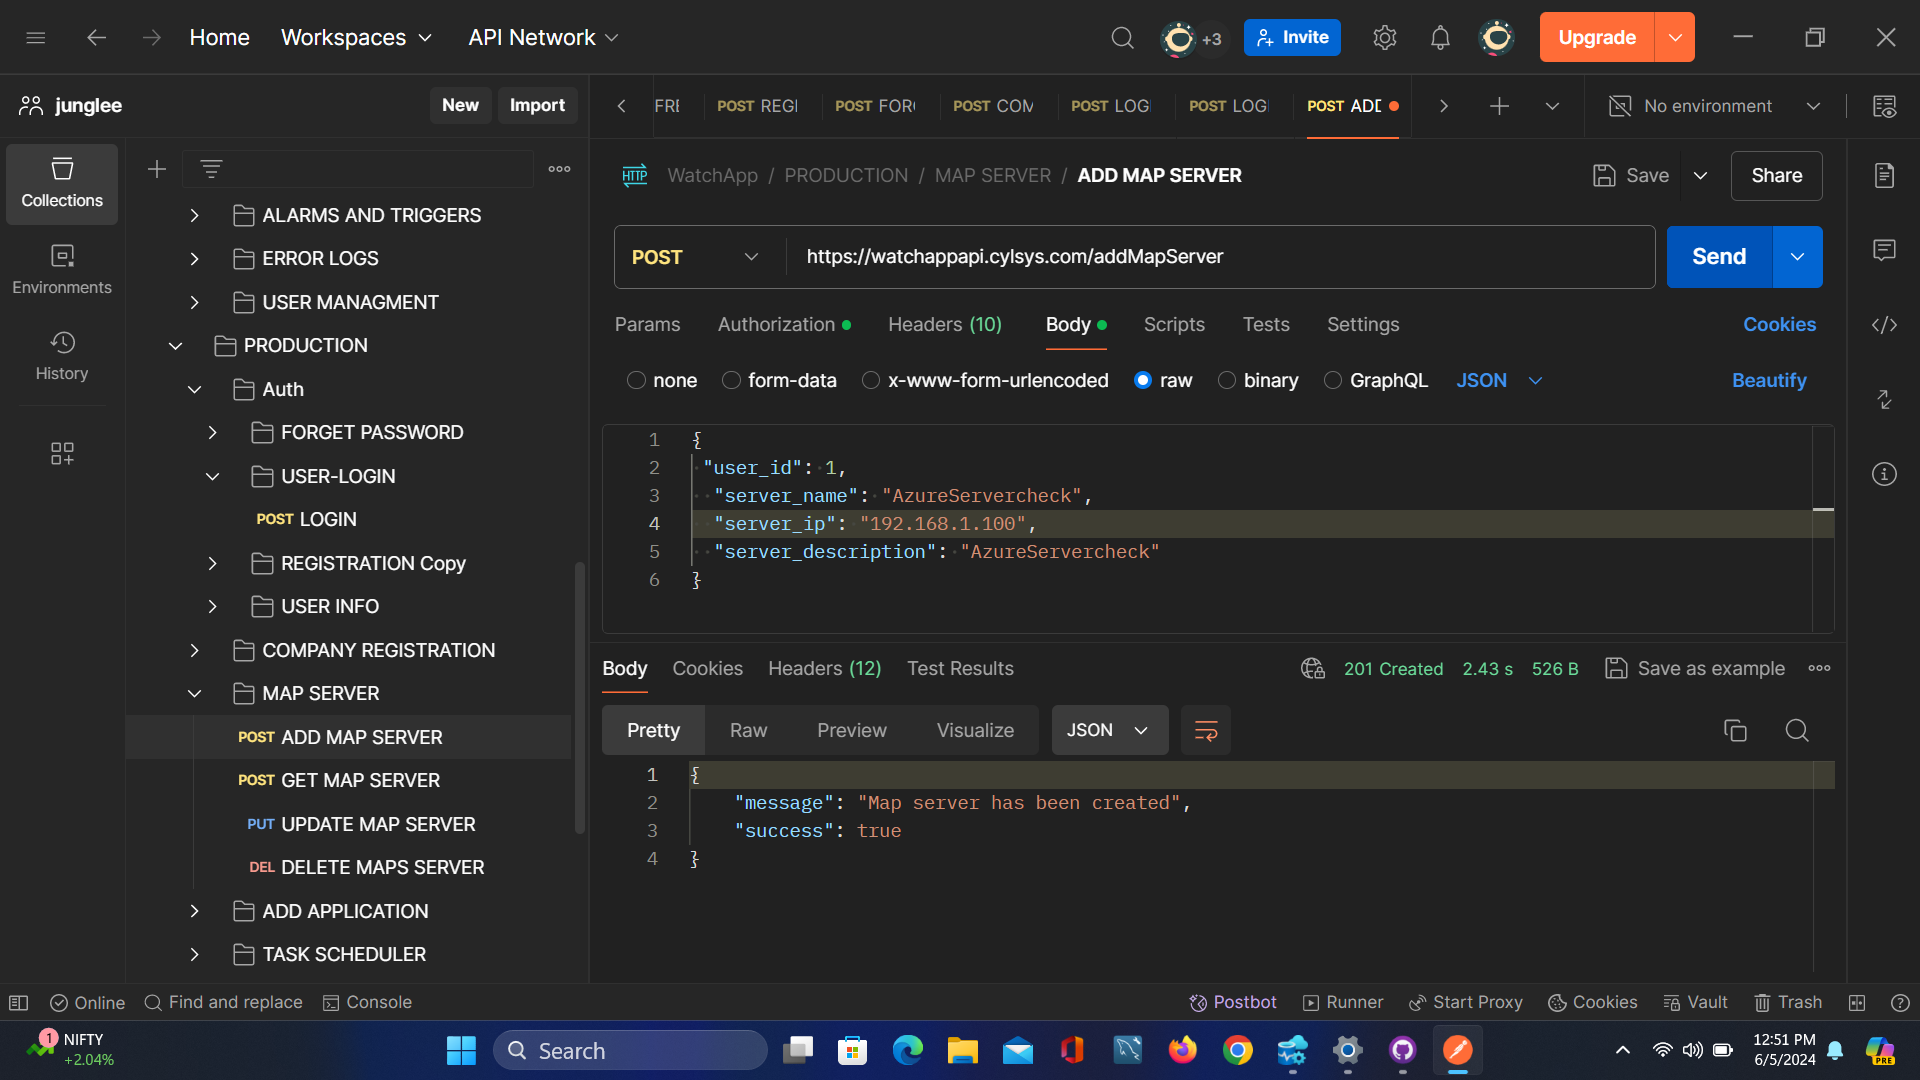 Home
Workspaces
API Network
+3
Invite
Upgrade
junglee
New
Import
FRE
POST REGI
POST FOR
POST COM
POST LOG
POST LOG
POST ADD
No environment
Collections
Environments
History
ALARMS AND TRIGGERS
ERROR LOGS
USER MANAGMENT
PRODUCTION
Auth
FORGET PASSWORD
USER-LOGIN
POST LOGIN
REGISTRATION Copy
USER INFO
COMPANY REGISTRATION
MAP SERVER
POST ADD MAP SERVER
POST GET MAP SERVER
PUT UPDATE MAP SERVER
DEL DELETE MAPS SERVER
ADD APPLICATION
TASK SCHEDULER
HTTP WatchApp / PRODUCTION / MAP SERVER / ADD MAP SERVER
Save
Share
POST
https://watchappapi.cylsys.com/addMapServer
Send
Params
Authorization
Headers (10)
Body
Scripts
Tests
Settings
Cookies
none
form-data
x-www-form-urlencoded
raw
binary
GraphQL
JSON
Beautify
1 {
2 "user_id": 1,
3 "server_name": "AzureServercheck",
4 "server_ip": "192.168.1.100",
5 "server_description": "AzureServercheck"
6 }
Body
Cookies
Headers (12)
Test Results
201 Created
2.43 s
526 B
Save as example
Pretty
Raw
Preview
Visualize
JSON
1 {
2 "message": "Map server has been created",
3 "success": true
4 }
Online
Find and replace
Console
Postbot
Runner
Start Proxy
Cookies
Vault
Trash
1
NIFTY
+2.04%
Search
12:51 PM
6/5/2024
PRE